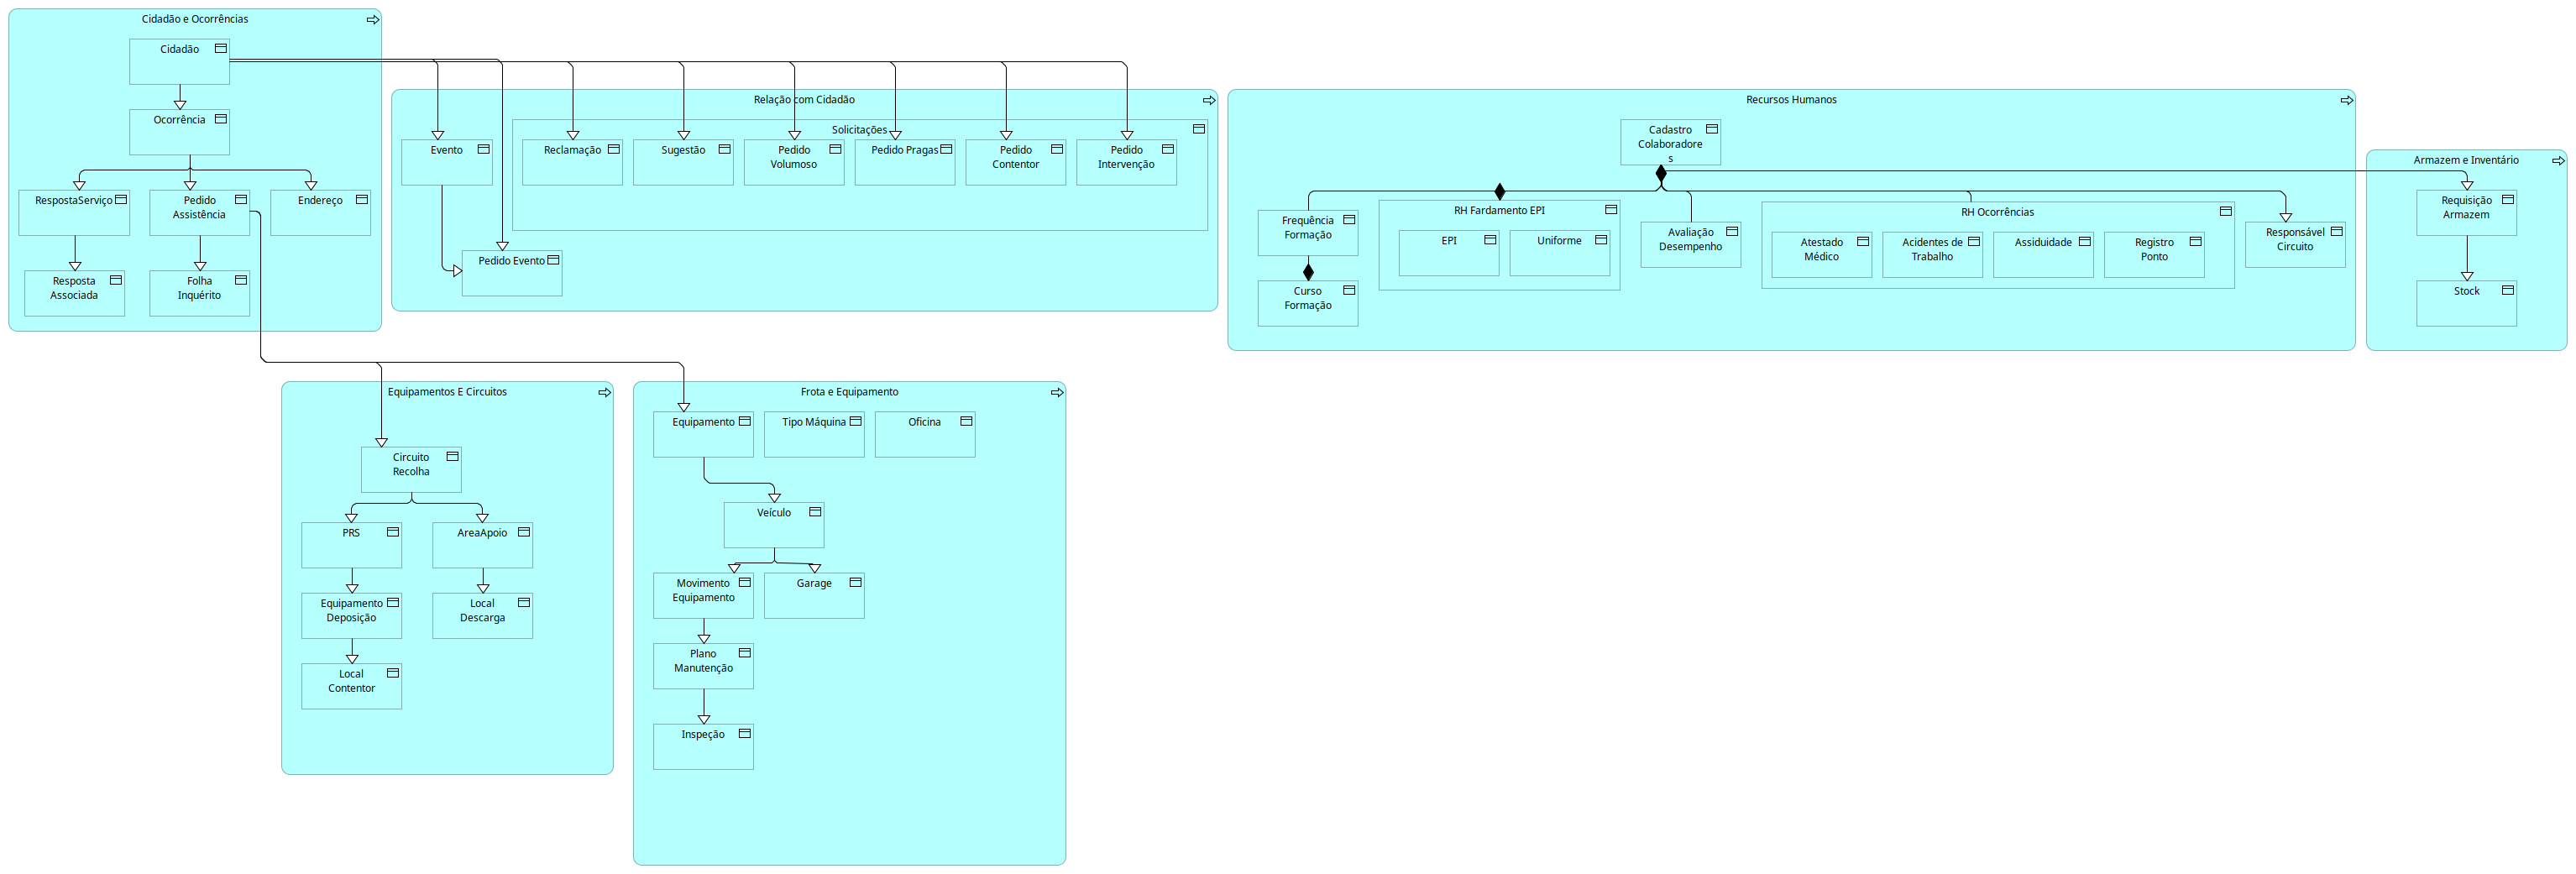 Cidadão e Ocorrências
Cidadão
Ocorrência
RespostaServiço
Pedido
Assistência
Endereço
Resposta
Associada
Folha
Inquérito
Relação com Cidadão
Evento
Solicitações
Reclamação
Sugestão
Pedido
Volumoso
Pedido Pragas
Pedido
Contentor
Pedido
Intervenção
Pedido Evento
Recursos Humanos
Cadastro
Colaboradore
s
Frequência
Formação
Curso
Formação
RH Fardamento EPI
EPI
Uniforme
Avaliação
Desempenho
RH Ocorrências
Atestado
Médico
Acidentes de
Trabalho
Assiduidade
Registro
Ponto
Responsável
Circuito
Armazem e Inventário
Requisição
Armazem
Stock
Equipamentos E Circuitos
Circuito
Recolha
PRS
AreaApoio
Equipamento
Deposição
Local
Descarga
Local
Contentor
Frota e Equipamento
Equipamento
Tipo Máquina
Oficina
Veículo
Movimento
Equipamento
Garage
Plano
Manutenção
Inspeção